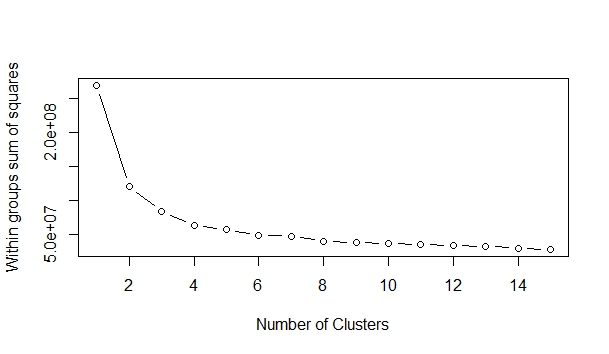 Within groups sum of squares
2.0e+08
5.0e+07
2 4 6 8 10 12 14
Number of Clusters